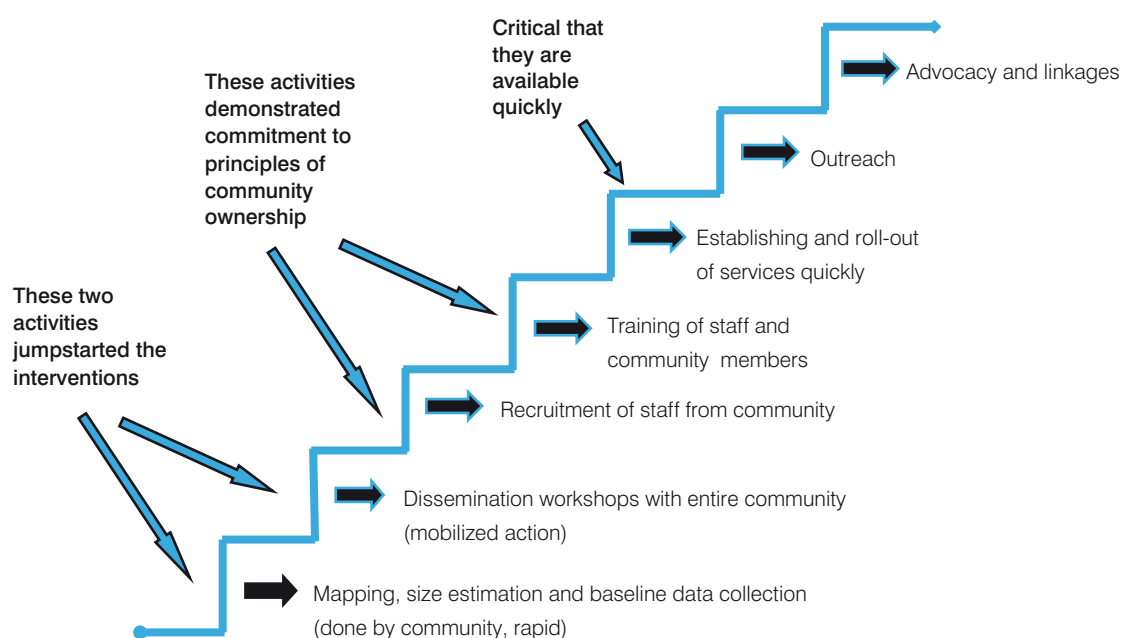 Critical that
they are
available
quickly
Advocacy and linkages
These activities
demonstrated
commitment to
principles of
community
ownership
Outreach
Establishing and roll-out
of services quickly
These two
activities
jumpstarted the
interventions
Training of staff and
community members
Recruitment of staff from community
Dissemination workshops with entire community
(mobilized action)
Mapping, size estimation and baseline data collection
(done by community, rapid)